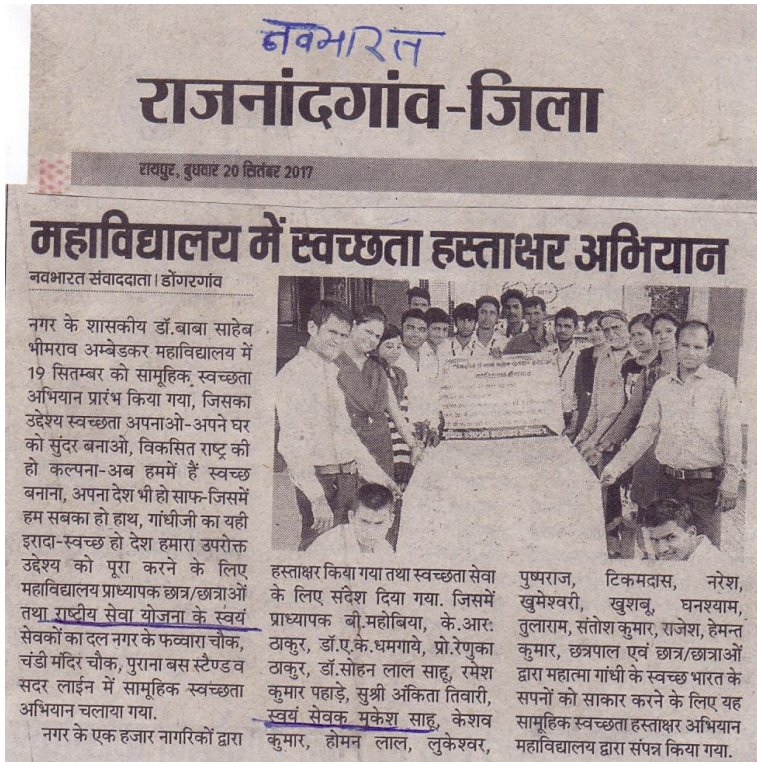 नवभारत
राजनांदगांव-जिला
रायपुर, बुधवार 20 सितंबर 2017
महाविद्यालय में स्वच्छता हस्ताक्षर अभियान
नवभारत संवाददाता। डोंगरगांव
नगर के शासकीय डॉ.बाबा साहेब
भीमराव अम्बेडकर महाविद्यालय में
19 सितम्बर को सामूहिक स्वच्छता
अभियान प्रारंभ किया गया, जिसका
उद्देश्य स्वच्छता अपनाओ-अपने घर
को सुंदर बनाओ, विकसित राष्ट्र की
हो कल्पना-अब हममें हैं स्वच्छ
बनाना, अपना देश भी हो साफ-जिसमें
हम सबका हो हाथ, गांधीजी का यही
इरादा-स्वच्छ हो देश हमारा उपरोक्त
उद्देश्य को पूरा करने के लिए
महाविद्यालय प्राध्यापक छात्र/छात्राओं
तथा राष्टीय सेवा योजना के स्वयं
सेवकों का दल नगर के फव्वारा चौक,
चंडी मंदिर चौक, पुराना बस स्टैण्ड व
सदर लाईन में सामूहिक स्वच्छता
अभियान चलाया गया.
नगर के एक हजार नागरिकों द्वारा
हस्ताक्षर किया गया तथा स्वच्छता सेवा
के लिए संदेश दिया गया. जिसमें
प्राध्यापक बी.महोबिया, के.आर.
ठाकुर, डॉ.ए.के.धमगाये, प्रो.रेणुका
ठाकुर, डॉ.सोहन लाल साहू, रमेश
कुमार पहाड़े, सुश्री अंकिता तिवारी,
स्वयं सेवक मुकेश साहू, केशव
कुमार, होमन लाल, लुकेश्वर,
पुष्पराज, टिकमदास, नरेश,
खुमेश्वरी, खुशबू, घनश्याम,
तुलाराम, संतोश कुमार, राजेश, हेमन्त
कुमार, छत्रपाल एवं छात्र/छात्राओं
द्वारा महात्मा गांधी के स्वच्छ भारत के
सपनों को साकार करने के लिए यह
सामूहिक स्वच्छता हस्ताक्षर अभियान
महाविद्यालय द्वारा संपन्न किया गया.